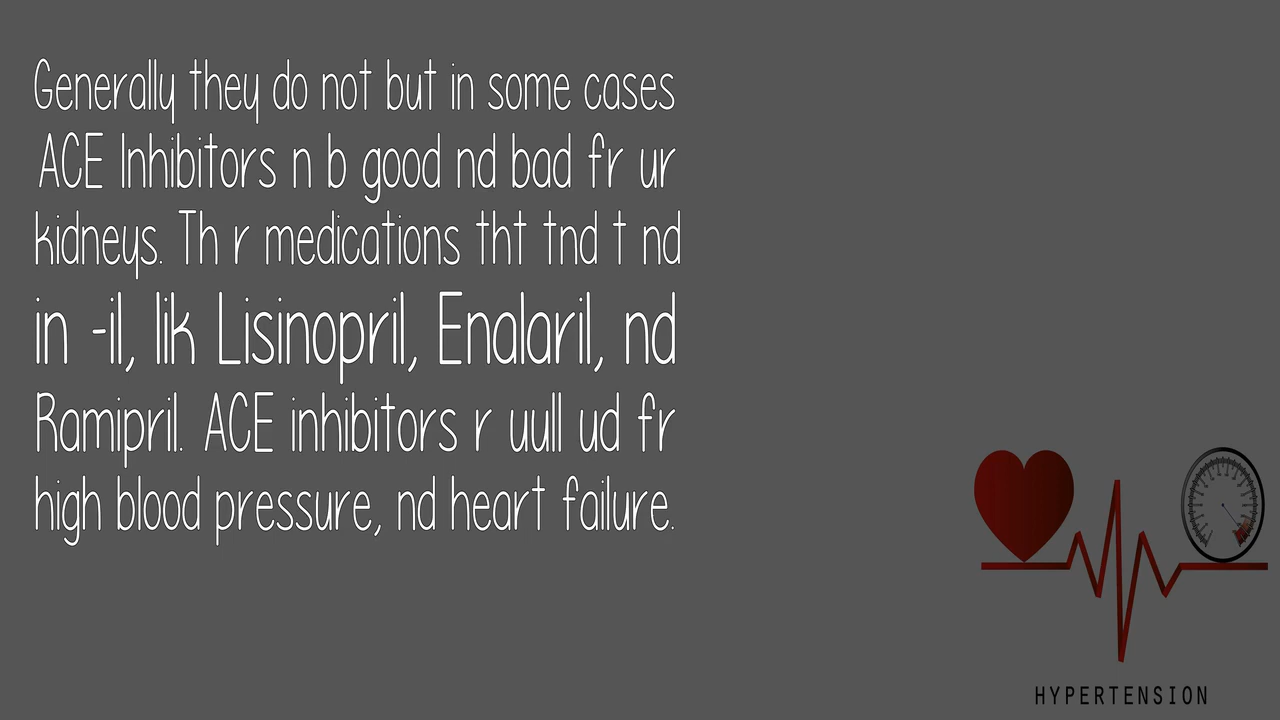 Generally they do not but in some cases
ACE Inhibitors n b good nd bad fr ur
kidneys. Th r medications tht tnd t nd
in -il, lik Lisinopril, Enalaril, nd
Ramipril. ACE inhibitors r uull ud fr
high blood pressure, nd heart failure.
HYPERTENSION